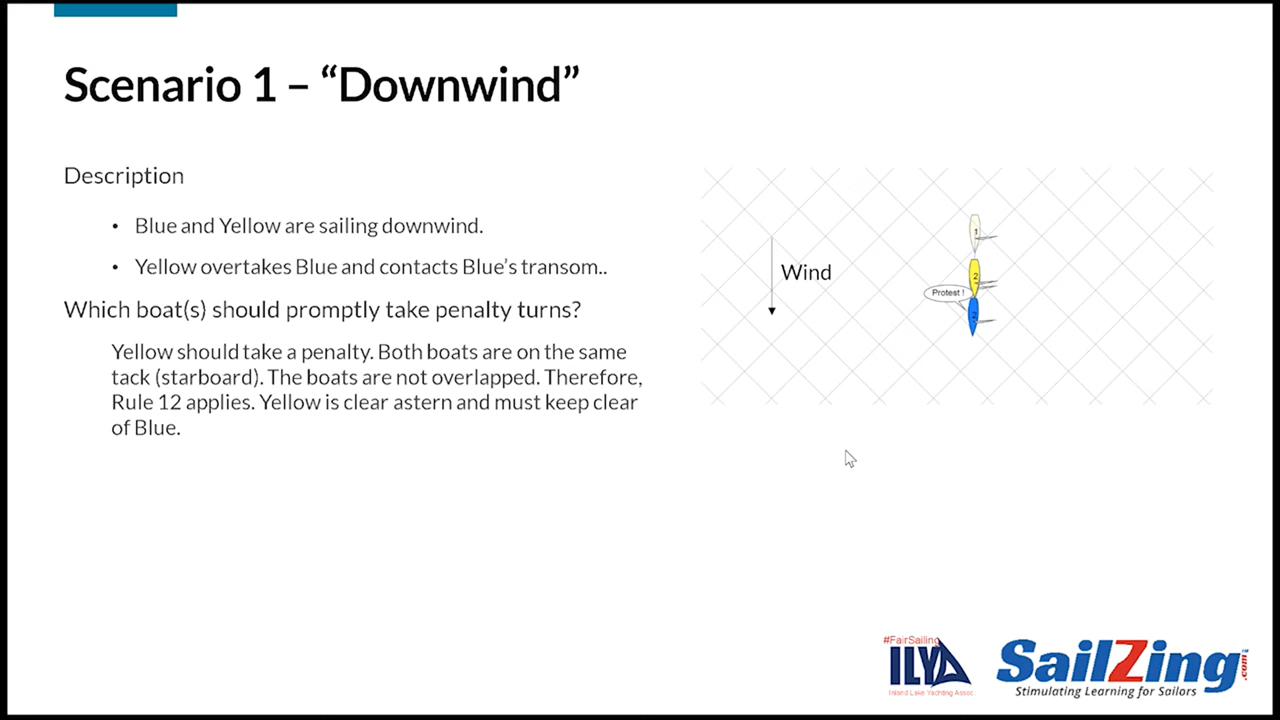 Scenario 1 – “Downwind”
Description
• Blue and Yellow are sailing downwind.
• Yellow overtakes Blue and contacts Blue’s transom..
Which boat(s) should promptly take penalty turns?
Yellow should take a penalty. Both boats are on the same
tack (starboard). The boats are not overlapped. Therefore,
Rule 12 applies. Yellow is clear astern and must keep clear
of Blue.
Wind
1
2
Protest !
2
#FairSailing
ILYA
Inland Lake Yachting Assoc.
SailZing.com
Stimulating Learning for Sailors